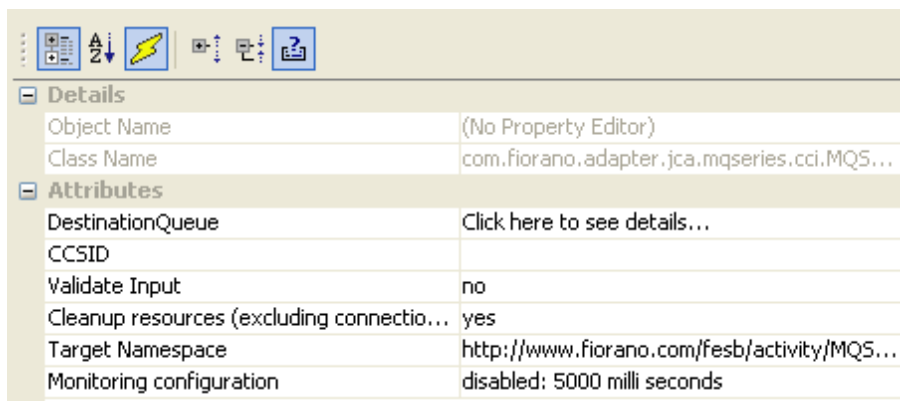 A Z
Details
Object Name (No Property Editor)
Class Name com.fiorano.adapter.jca.mqseries.cci.MQS...
Attributes
DestinationQueue Click here to see details...
CCSID
Validate Input no
Cleanup resources (excluding connectio... yes
Target Namespace http://www.fiorano.com/fesb/activity/MQS...
Monitoring configuration disabled: 5000 milli seconds